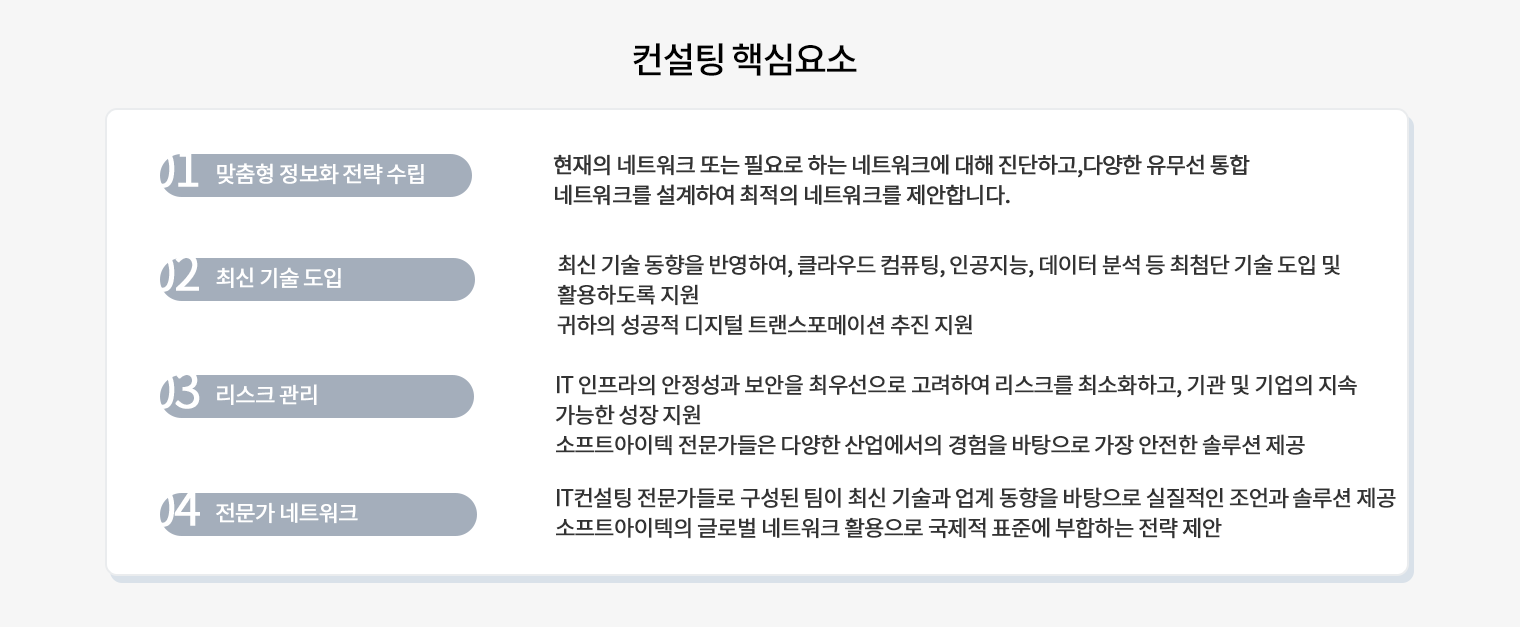 컨설팅 핵심요소
01 맞춤형 정보화 전략 수립
현재의 네트워크 또는 필요로 하는 네트워크에 대해 진단하고,다양한 유무선 통합
네트워크를 설계하여 최적의 네트워크를 제안합니다.
02 최신 기술 도입
최신 기술 동향을 반영하여, 클라우드 컴퓨팅, 인공지능, 데이터 분석 등 최첨단 기술 도입 및
활용하도록 지원
귀하의 성공적 디지털 트랜스포메이션 추진 지원
03 리스크 관리
IT 인프라의 안정성과 보안을 최우선으로 고려하여 리스크를 최소화하고, 기관 및 기업의 지속
가능한 성장 지원
소프트아이텍 전문가들은 다양한 산업에서의 경험을 바탕으로 가장 안전한 솔루션 제공
04 전문가 네트워크
IT컨설팅 전문가들로 구성된 팀이 최신 기술과 업계 동향을 바탕으로 실질적인 조언과 솔루션 제공
소프트아이텍의 글로벌 네트워크 활용으로 국제적 표준에 부합하는 전략 제안